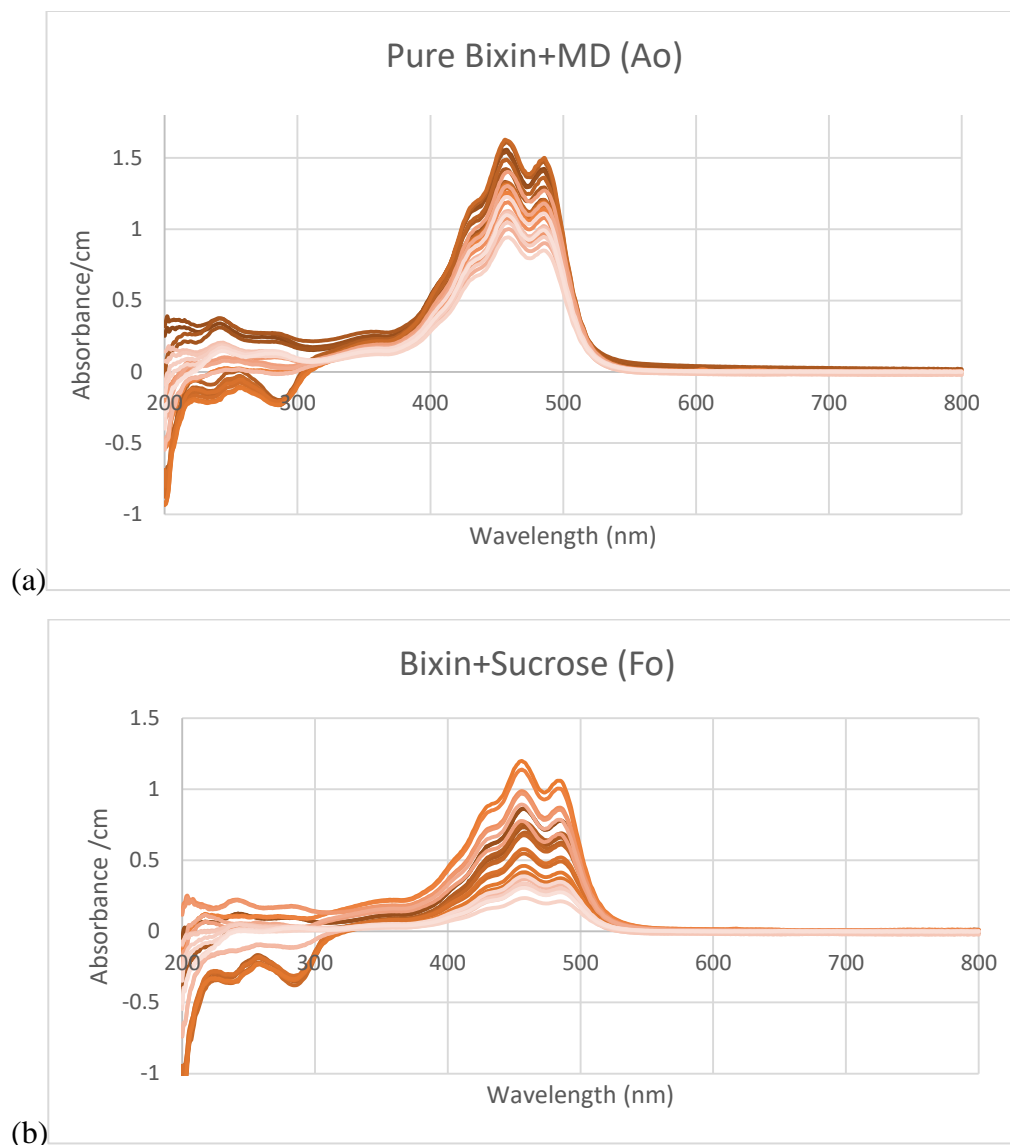 Pure Bixin+MD (Ao)
1.5
1
0.5
0
-0.5
-1
200 300 400 500 600 700 800
Absorbance/cm
Wavelength (nm)
(a)
Bixin+Sucrose (Fo)
1.5
1
0.5
0
-0.5
-1
200 300 400 500 600 700 800
Absorbance /cm
Wavelength (nm)
(b)